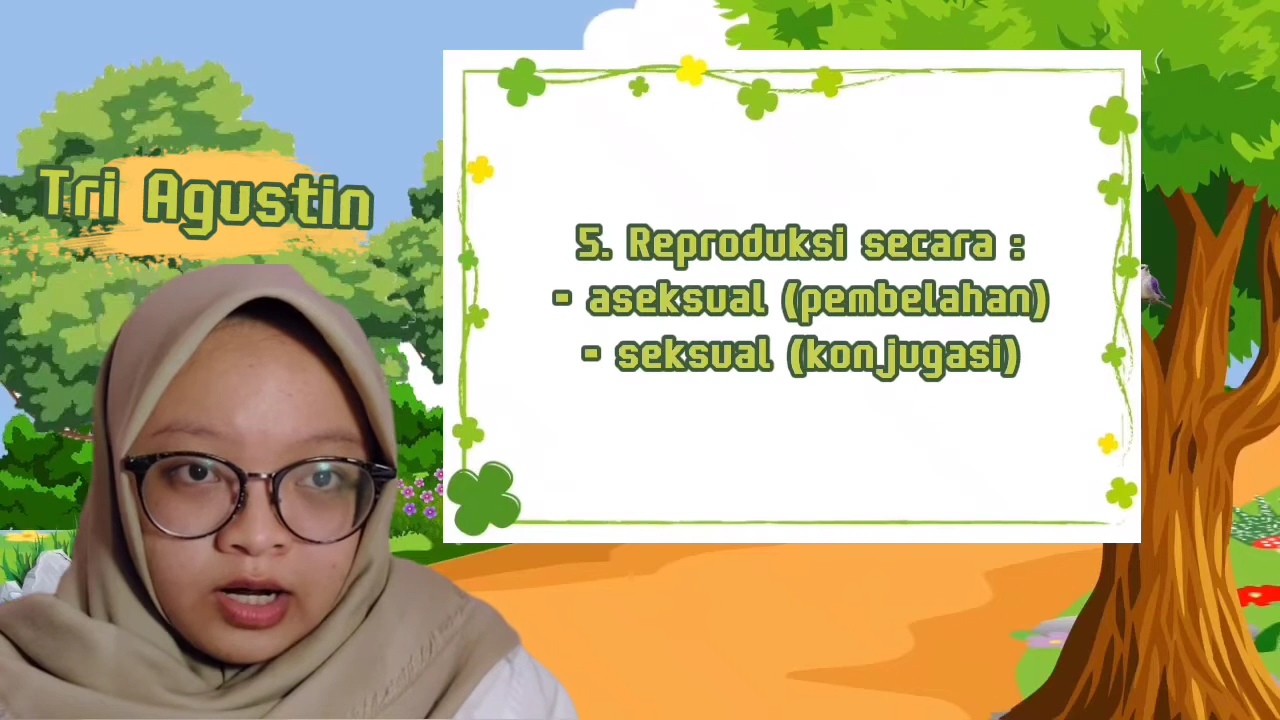 Tri Agustin
5. Reproduksi secara :
- aseksual (pembelahan)
- seksual (konjugasi)